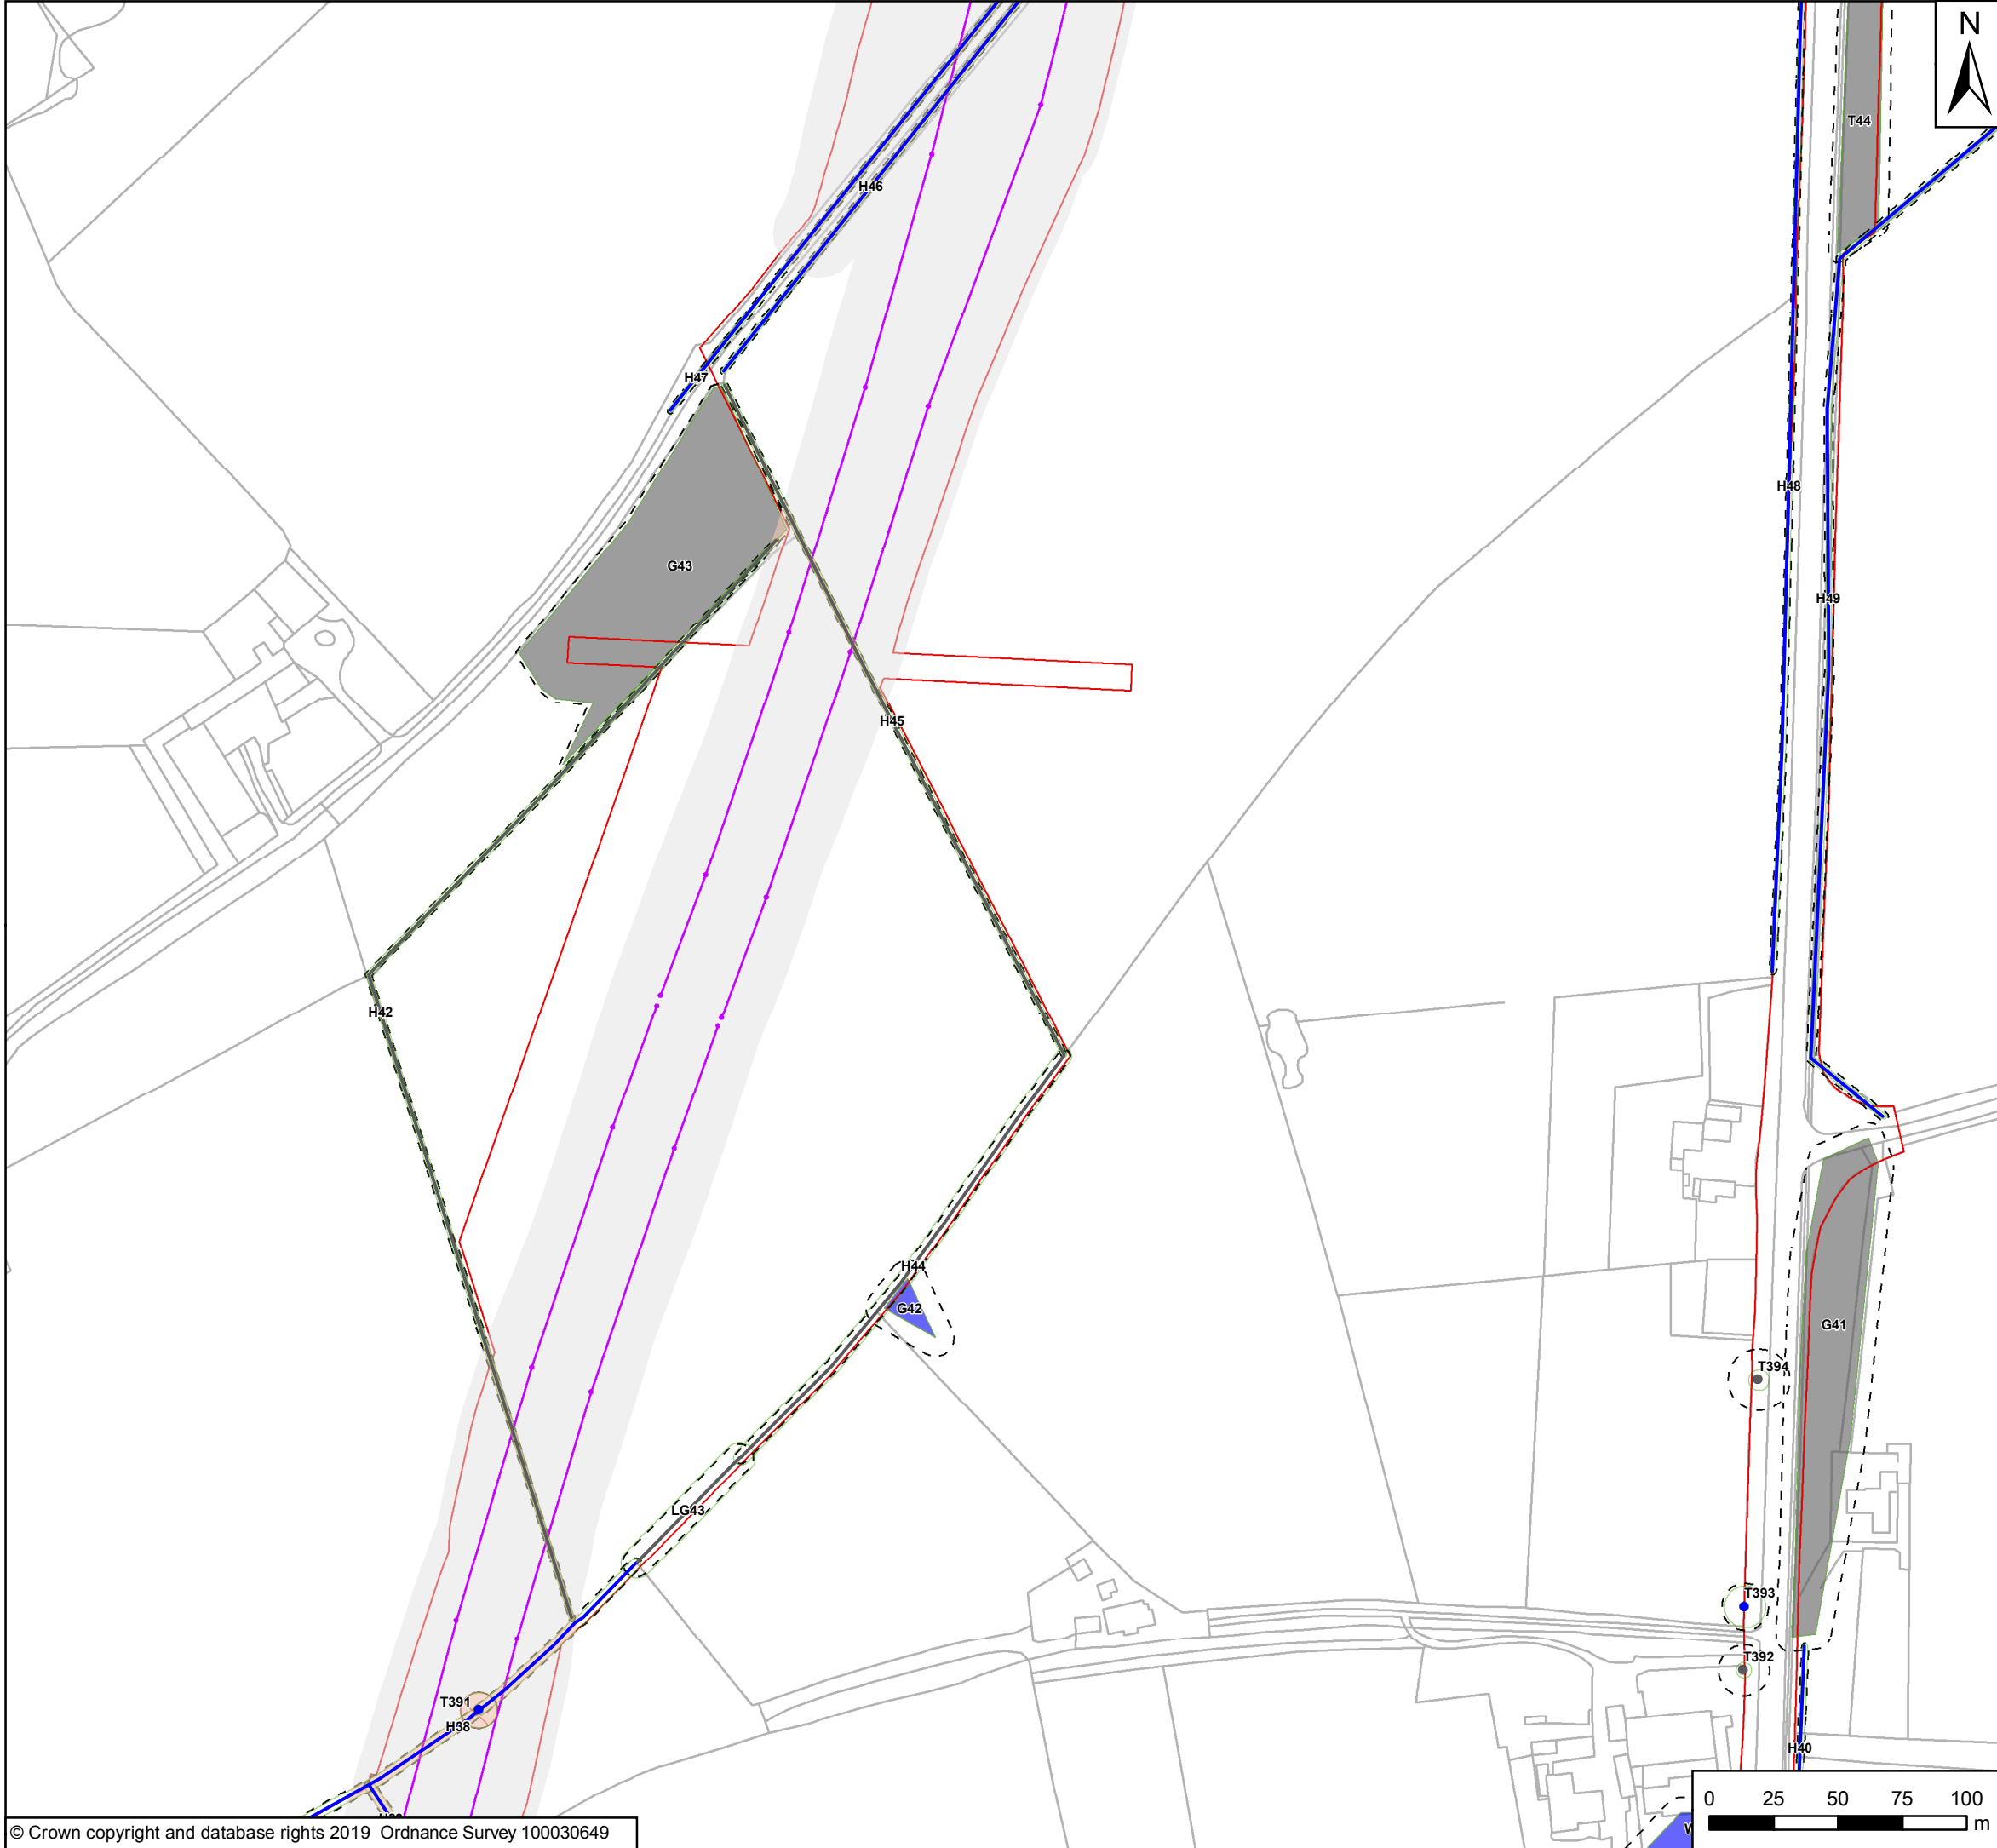 N
T44
H46
H47
H48
G43
H49
H45
H42
H44
G42
G41
T394
LG43
T393
T392
T391
H38
H40
0 25 50 75 100
m
© Crown copyright and database rights 2019 Ordnance Survey 100030649